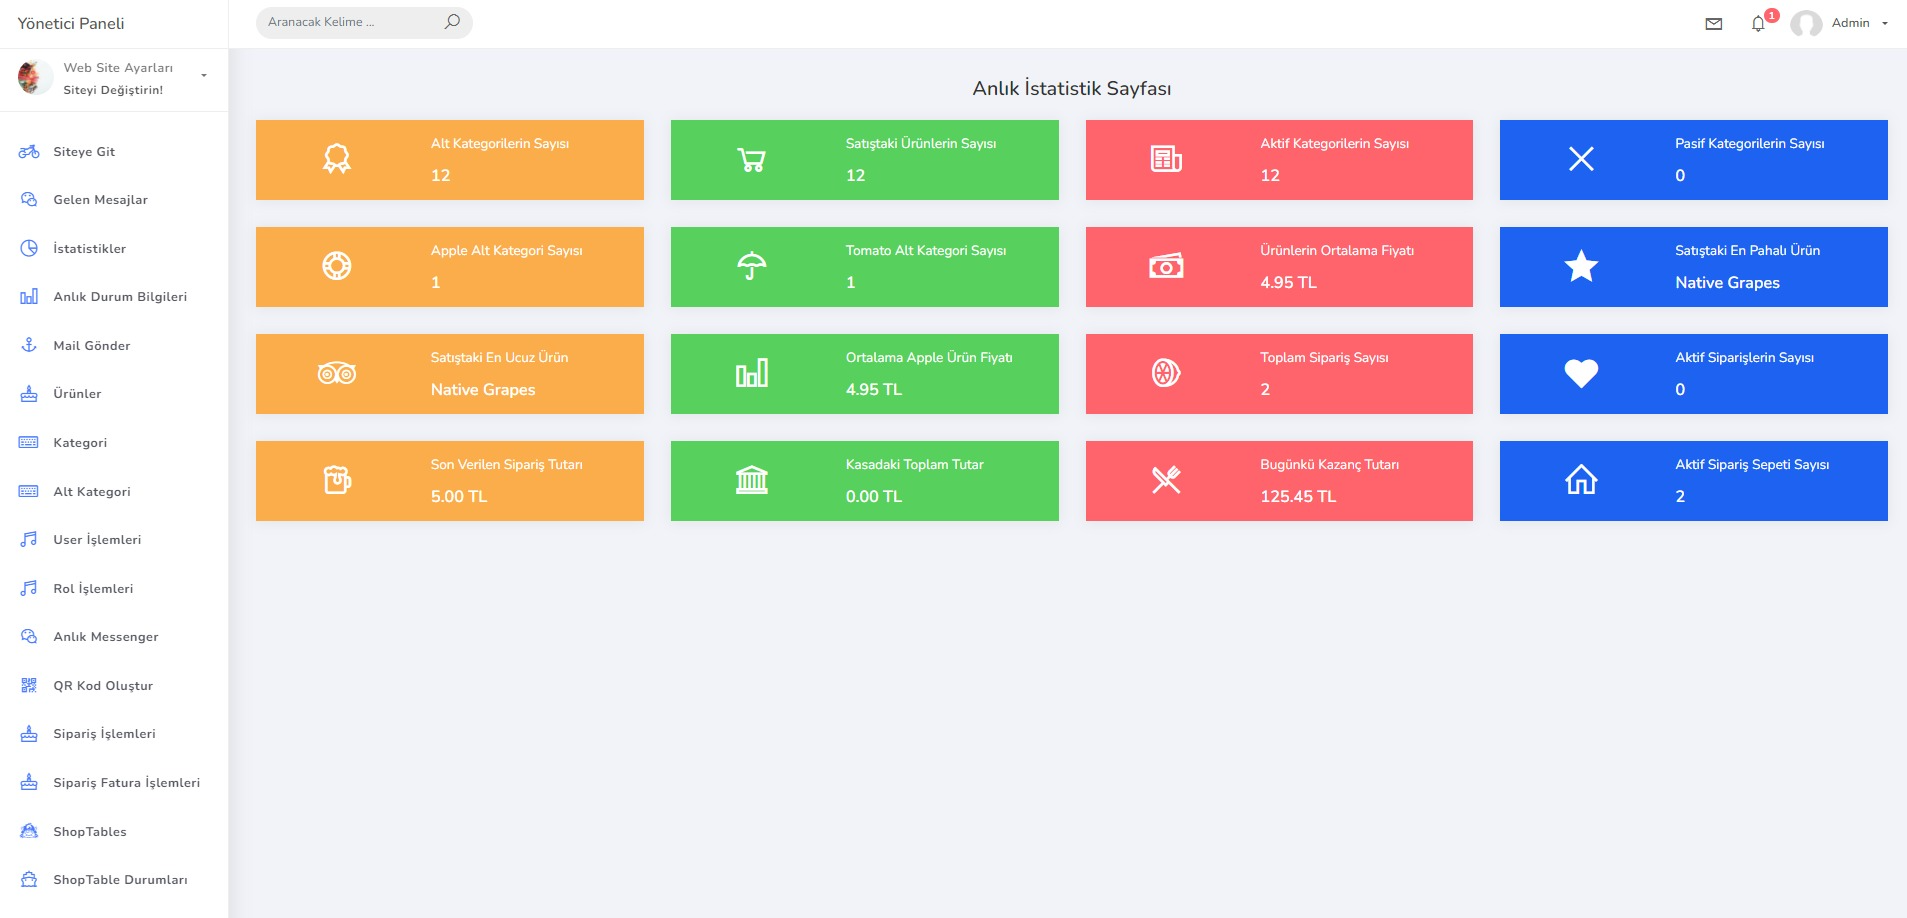 Yönetici Paneli
Aranacak Kelime ...
1
Admin
Web Site Ayarları
Siteyi Değiştirin!
Siteye Git
Gelen Mesajlar
İstatistikler
Anlık Durum Bilgileri
Mail Gönder
Ürünler
Kategori
Alt Kategori
User İşlemleri
Rol İşlemleri
Anlık Messenger
QR Kod Oluştur
Sipariş İşlemleri
Sipariş Fatura İşlemleri
ShopTables
ShopTable Durumları
Anlık İstatistik Sayfası
Alt Kategorilerin Sayısı
12
Satıştaki Ürünlerin Sayısı
12
Aktif Kategorilerin Sayısı
12
Pasif Kategorilerin Sayısı
0
Apple Alt Kategori Sayısı
1
Tomato Alt Kategori Sayısı
1
Ürünlerin Ortalama Fiyatı
4.95 TL
Satıştaki En Pahalı Ürün
Native Grapes
Satıştaki En Ucuz Ürün
Native Grapes
Ortalama Apple Ürün Fiyatı
4.95 TL
Toplam Sipariş Sayısı
2
Aktif Siparişlerin Sayısı
0
Son Verilen Sipariş Tutarı
5.00 TL
Kasadaki Toplam Tutar
0.00 TL
Bugünkü Kazanç Tutarı
125.45 TL
Aktif Sipariş Sepeti Sayısı
2